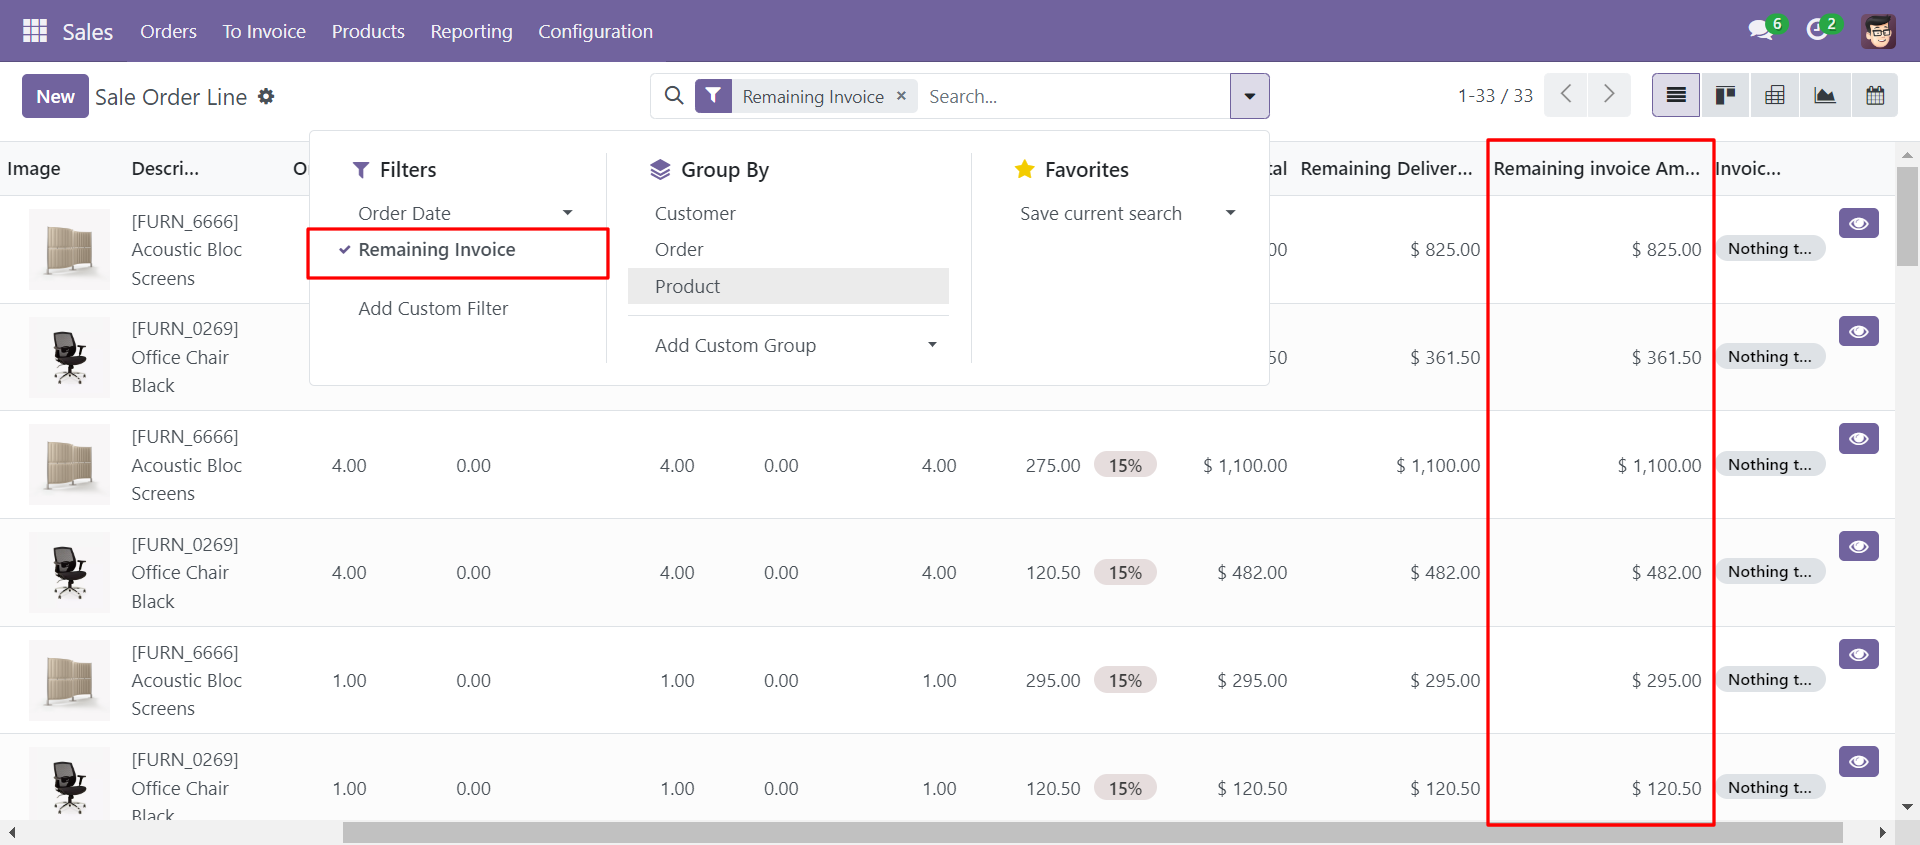 Sales Orders To Invoice Products Reporting Configuration 6 2
New Sale Order Line Remaining Invoice × Search... 1-33 / 33
Image Descri... O Filters Group By Favorites tal Remaining Deliver... Remaining invoice Am... Invoic...
Order Date Customer Save current search
Remaining Invoice Order
Product
Add Custom Filter
Add Custom Group
[FURN_6666]
Acoustic Bloc 00 $ 825.00 $ 825.00 Nothing t...
Screens
[FURN_0269]
Office Chair 50 $ 361.50 $ 361.50 Nothing t...
Black
[FURN_6666]
Acoustic Bloc 4.00 0.00 4.00 0.00 4.00 275.00 15% $ 1,100.00 $ 1,100.00 $ 1,100.00 Nothing t...
Screens
[FURN_0269]
Office Chair 4.00 0.00 4.00 0.00 4.00 120.50 15% $ 482.00 $ 482.00 $ 482.00 Nothing t...
Black
[FURN_6666]
Acoustic Bloc 1.00 0.00 1.00 0.00 1.00 295.00 15% $ 295.00 $ 295.00 $ 295.00 Nothing t...
Screens
[FURN_0269]
Office Chair 1.00 0.00 1.00 0.00 1.00 120.50 15% $ 120.50 $ 120.50 $ 120.50 Nothing t...
Black